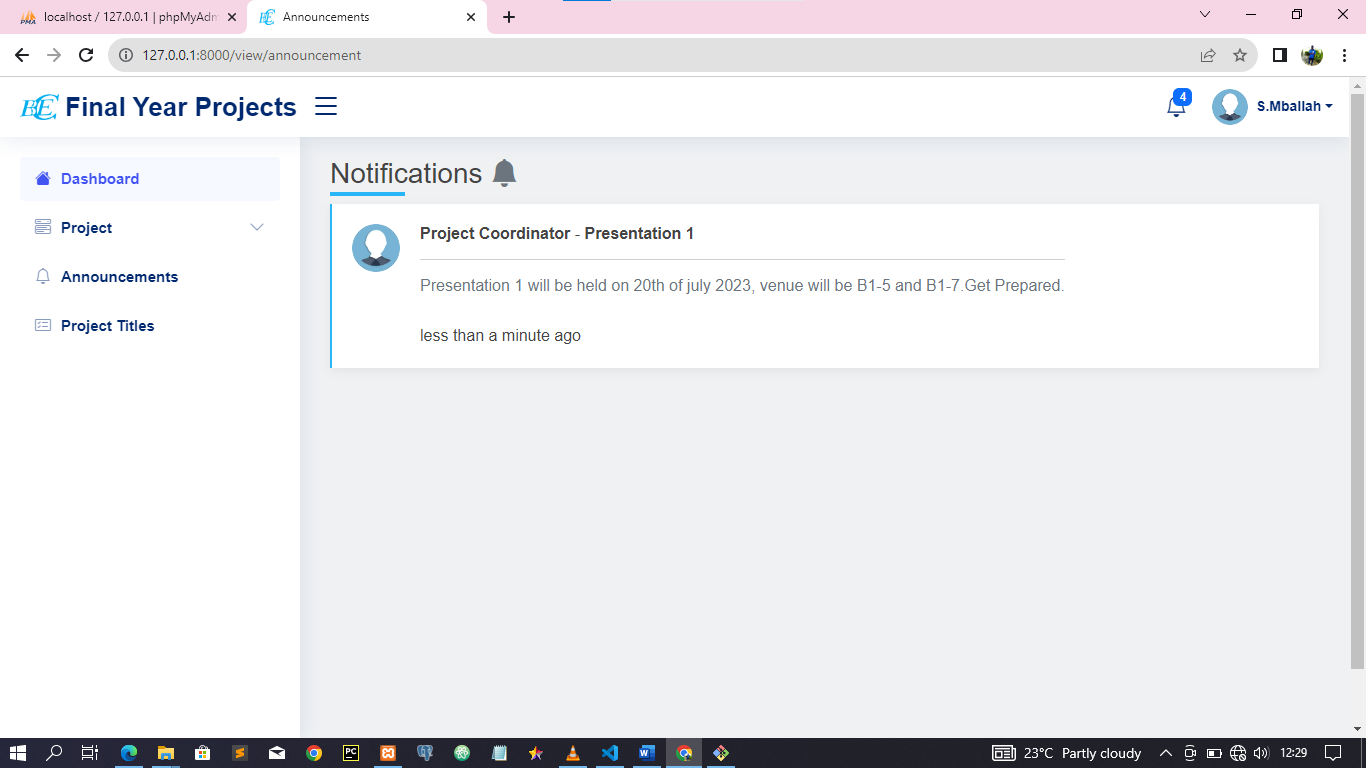 localhost / 127.0.0.1 | phpMyAdm
Announcements
127.0.0.1:8000/view/announcement
BCE Final Year Projects
4
S.Mballah
Dashboard
Project
Announcements
Project Titles
Notifications
Project Coordinator - Presentation 1
Presentation 1 will be held on 20th of july 2023, venue will be B1-5 and B1-7.Get Prepared.
less than a minute ago
23°C Partly cloudy
12:29